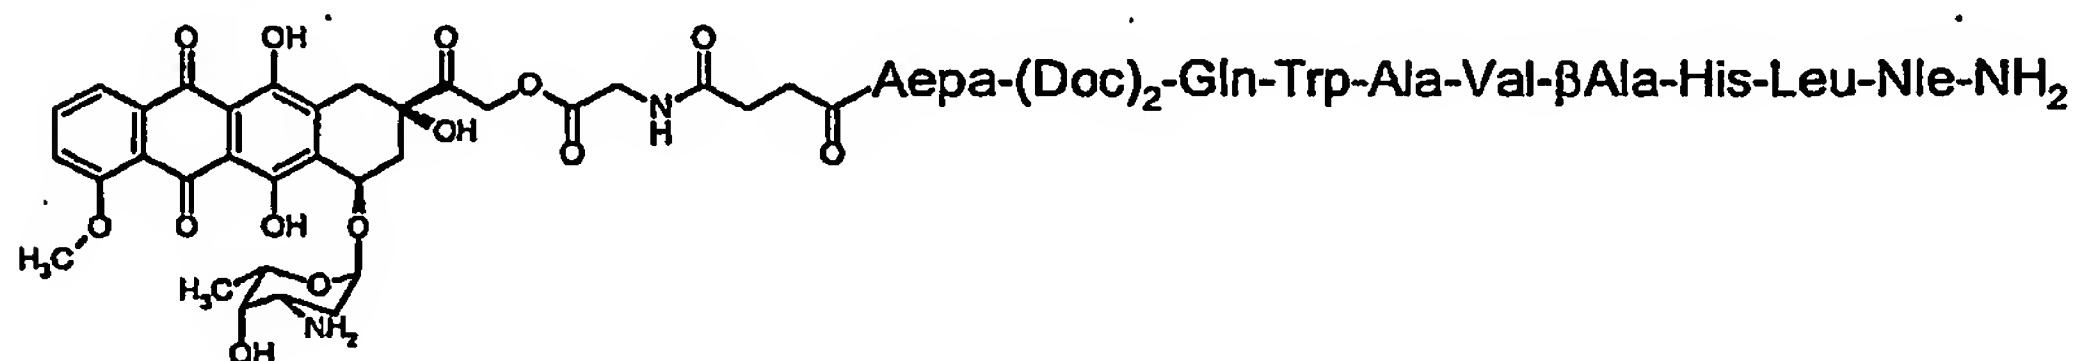 O OH O O Aepa-(Doc)₂-Gln-Trp-Ala-Val-βAla-His-Leu-Nle-NH₂
O OH O N H O
O O OH O
H₃C
H₃C O
NH₂
OH